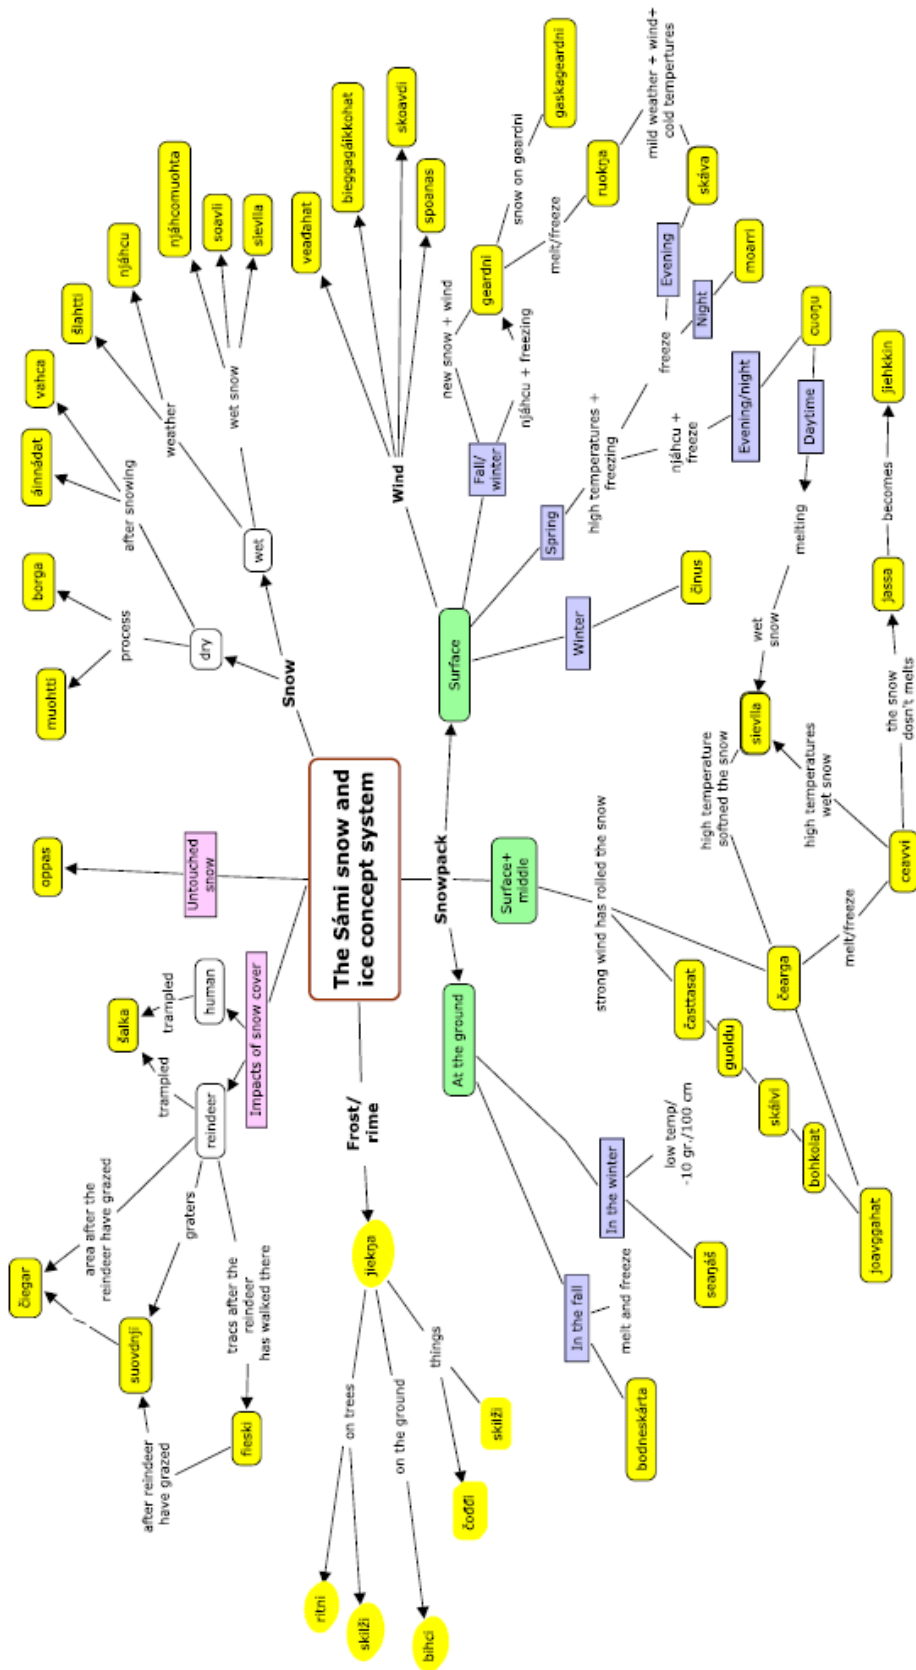 čiegar
area after the
reindeer have grazed
suovdnji
graters
after reindeer
have grazed
fieski
tracs after the
reindeer
has walked there
reindeer
trampled
šalka
trampled
human
Impacts of snow cover
Untouched
snow
oppas
muohtti
process
borga
áinnádat
vahca
after snowing
dry
šlahtti
weather
njáhcu
njáhcomuohta
wet snow
soavli
sievlla
wet
Snow
The Sámi snow and
ice concept system
Frost/
rime
jiekŋa
on trees
ritni
skilži
on the ground
bihci
things
čođđi
skilži
Snowpack
At the ground
In the fall
melt and freeze
bodneskárta
In the winter
low temp/
-10 gr./100 cm
seaŋáš
Surface+
middle
strong wind has rolled the snow
častta​sat
guoldu
skálvi
bohkolat
joavggahat
čearga
high temperature
softned the snow
melt/freeze
ceavvi
high temperatures
wet snow
sievlla
the snow
dosn't melts
jassa
becomes
jiehkkin
Surface
Wind
veađahat
bieggagáikkohat
skoavdi
spoanas
Fall/
winter
new snow + wind
njáhcu + freezing
geardni
snow on geardni
gaskageardni
melt/freeze
ruokŋa
mild weather + wind+
cold tempertures
skáva
Spring
high temperatures +
freezing
freeze
Evening
Night
moarri
njáhcu +
freeze
Evening/night
cuoŋu
Daytime
melting
wet
snow
Winter
činus